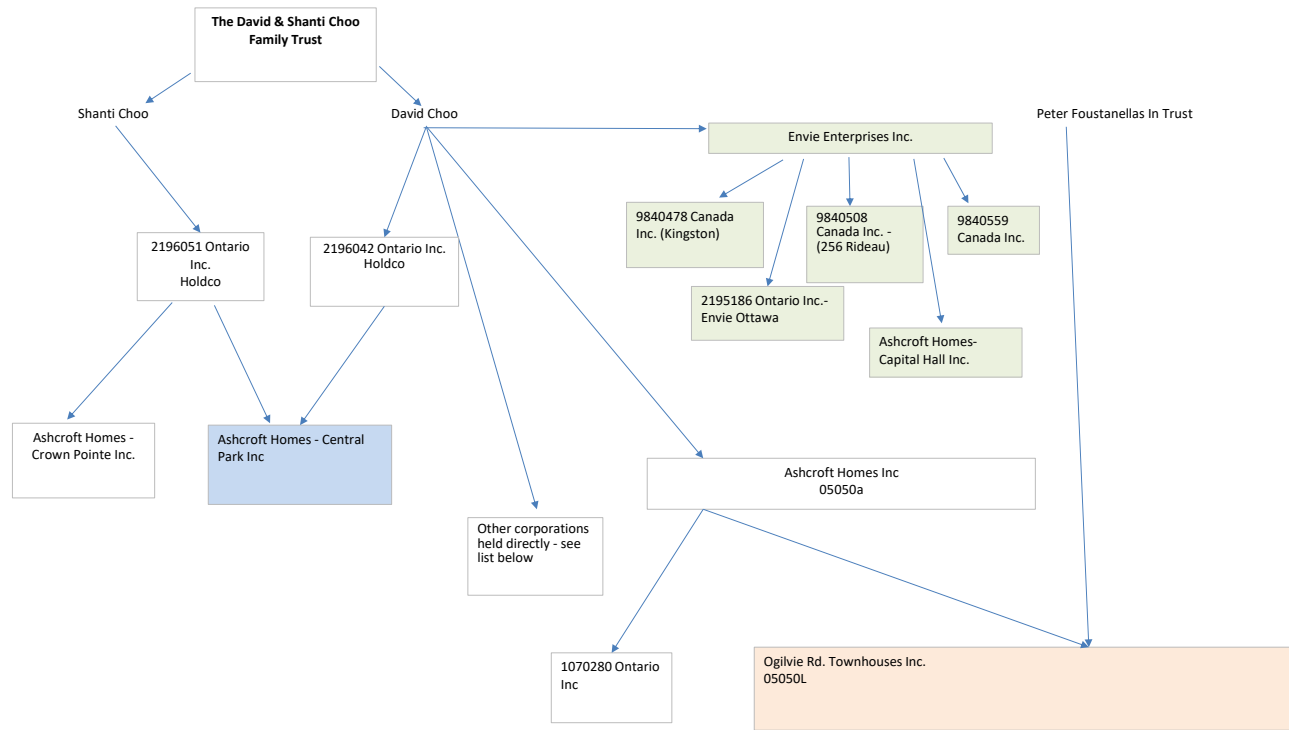 The David & Shanti Choo
Family Trust
Shanti Choo
David Choo
Peter Foustanellas In Trust
Envie Enterprises Inc.
9840478 Canada
Inc. (Kingston)
9840508
Canada Inc. -
(256 Rideau)
9840559
Canada Inc.
2196051 Ontario
Inc.
Holdco
2196042 Ontario Inc.
Holdco
2195186 Ontario Inc.-
Envie Ottawa
Ashcroft Homes-
Capital Hall Inc.
Ashcroft Homes -
Crown Pointe Inc.
Ashcroft Homes - Central
Park Inc
Ashcroft Homes Inc
05050a
Other corporations
held directly - see
list below
1070280 Ontario
Inc
Ogilvie Rd. Townhouses Inc.
05050L